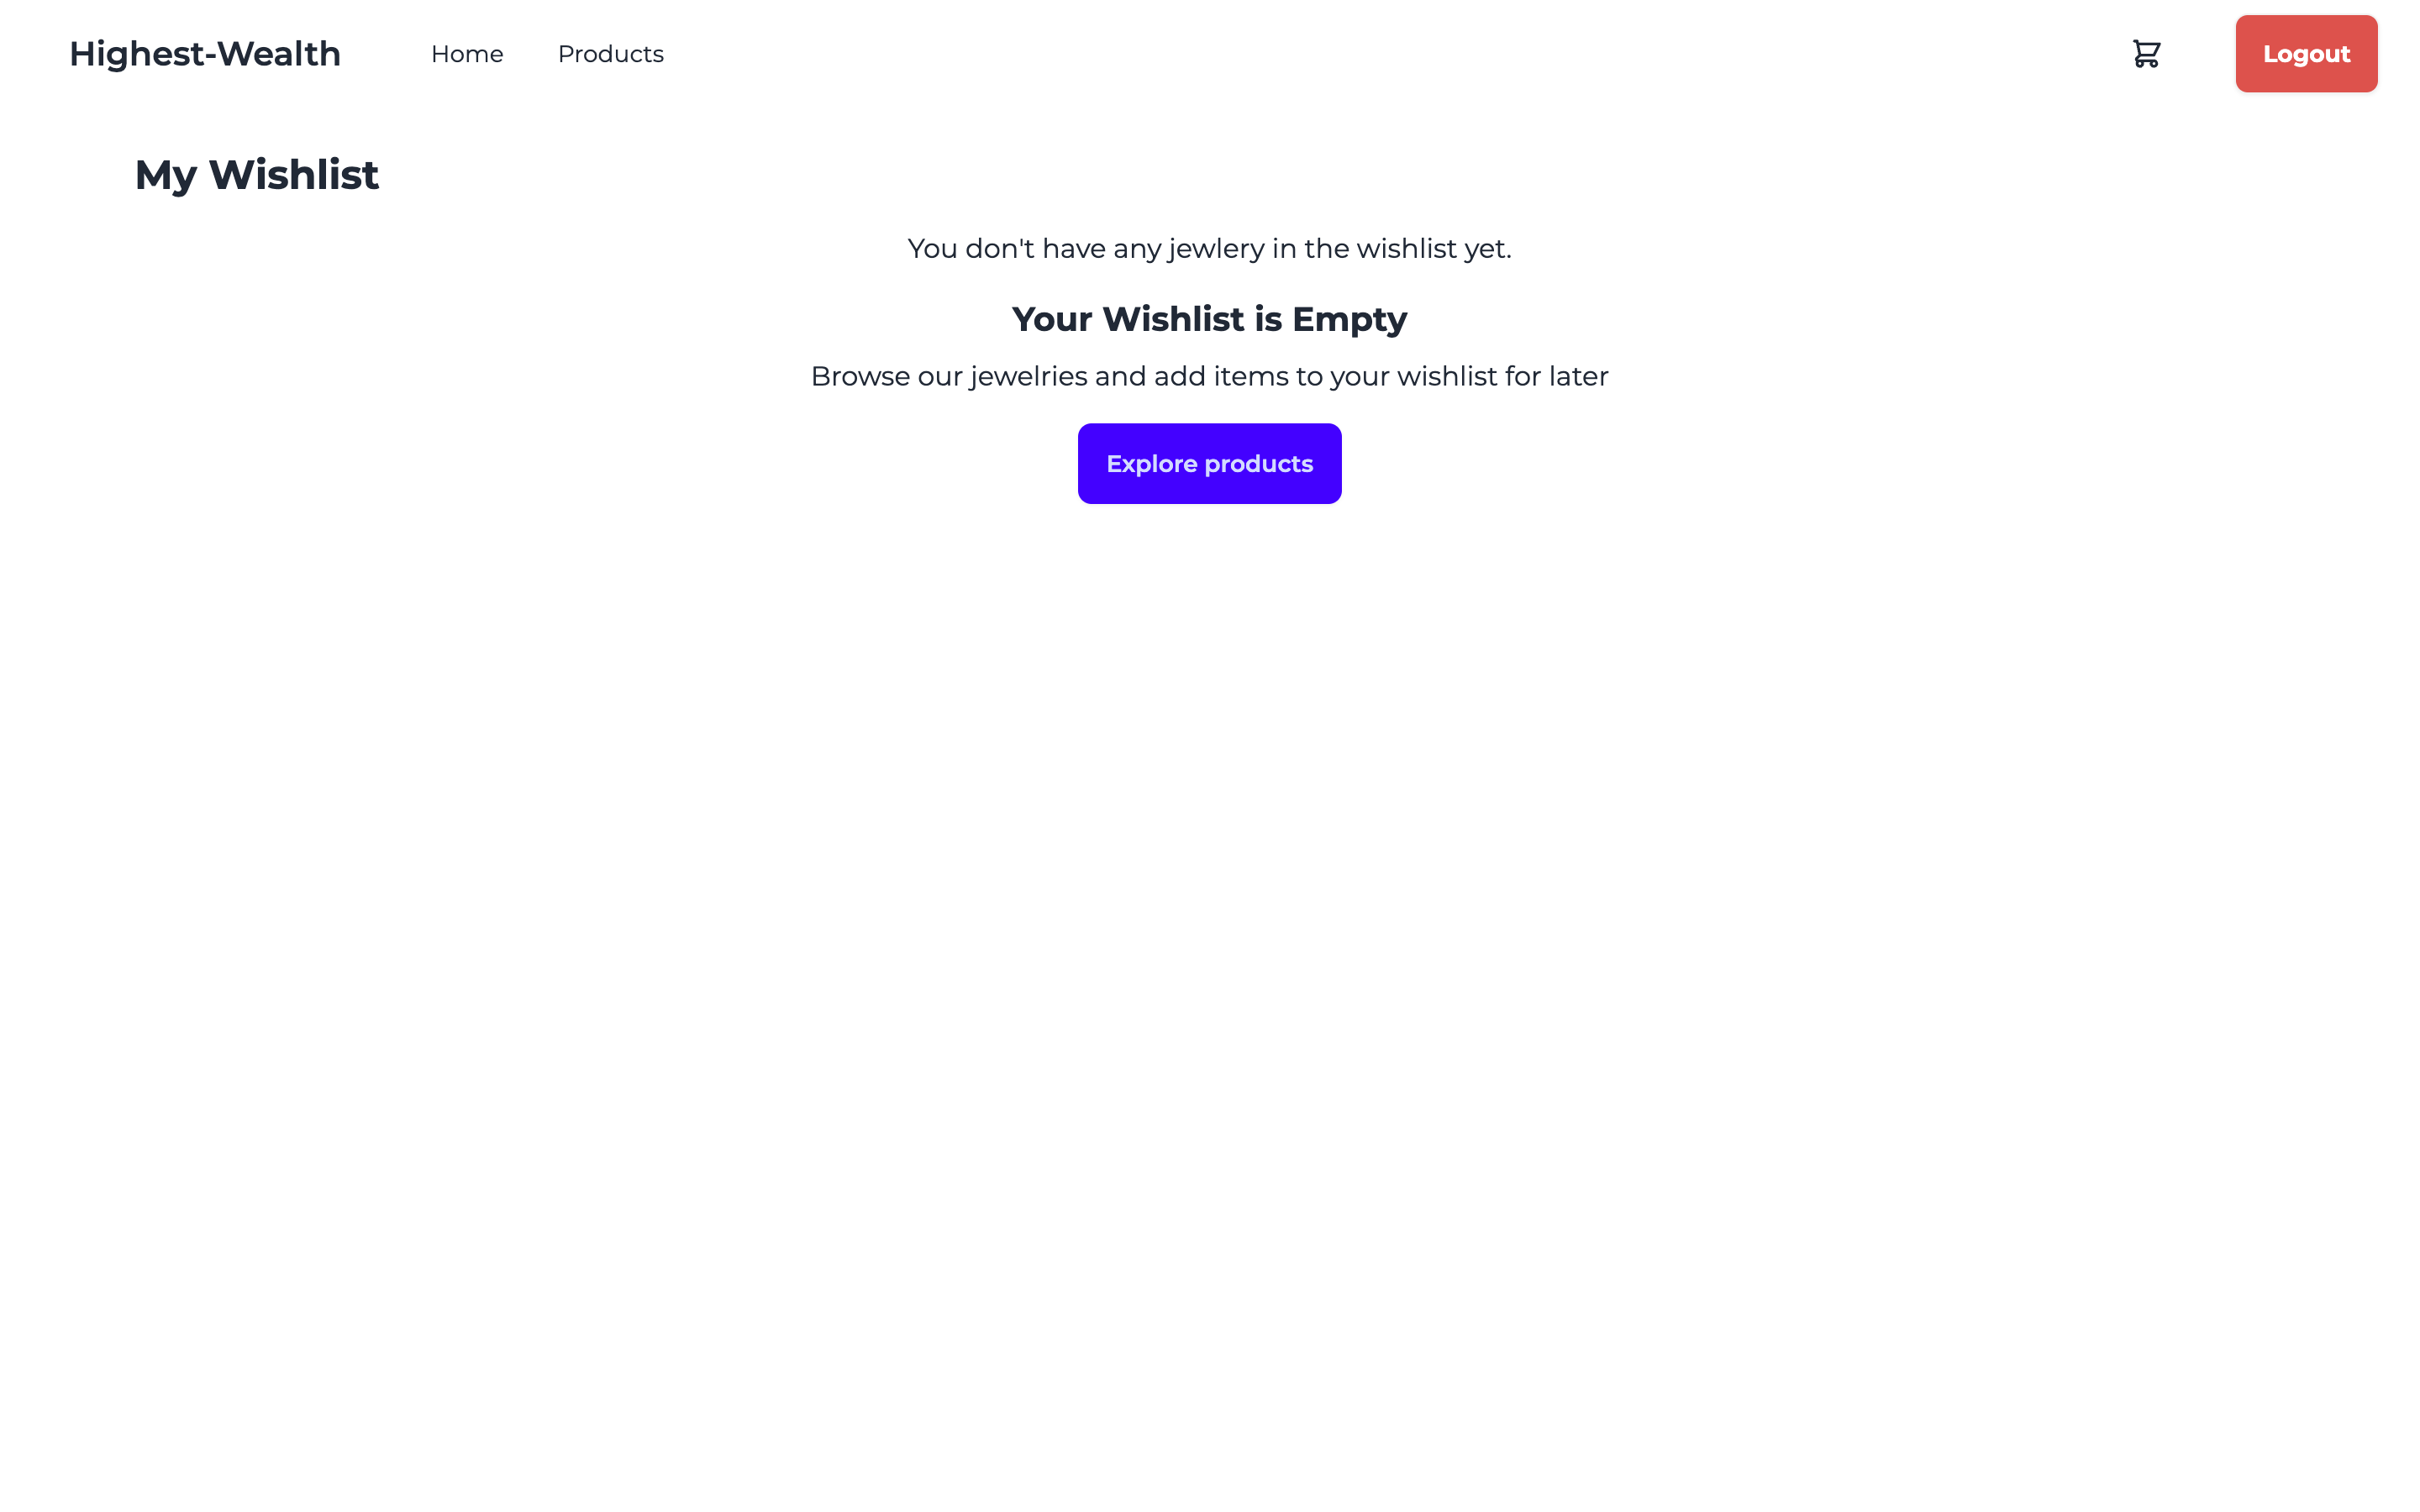 Highest-Wealth
Home
Products
Logout
My Wishlist
You don't have any jewlery in the wishlist yet.
Your Wishlist is Empty
Browse our jewelries and add items to your wishlist for later
Explore products